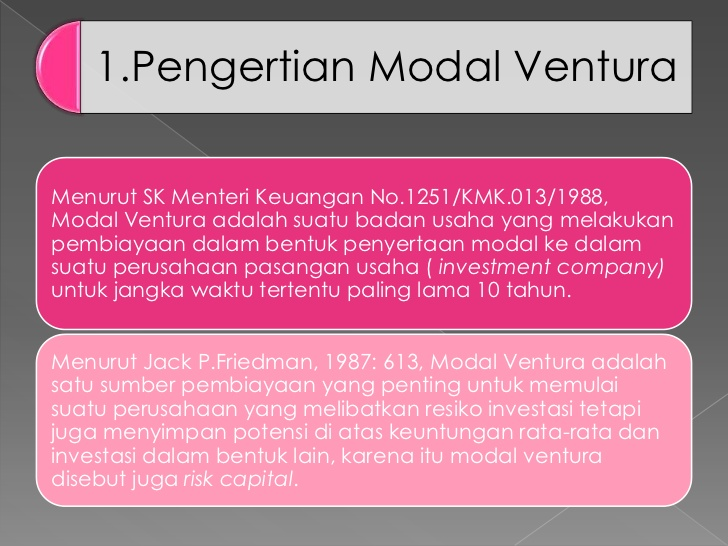 1.Pengertian Modal Ventura
Menurut SK Menteri Keuangan No.1251/KMK.013/1988,
Modal Ventura adalah suatu badan usaha yang melakukan
pembiayaan dalam bentuk penyertaan modal ke dalam
suatu perusahaan pasangan usaha ( investment company)
untuk jangka waktu tertentu paling lama 10 tahun.
Menurut Jack P.Friedman, 1987: 613, Modal Ventura adalah
satu sumber pembiayaan yang penting untuk memulai
suatu perusahaan yang melibatkan resiko investasi tetapi
juga menyimpan potensi di atas keuntungan rata-rata dan
investasi dalam bentuk lain, karena itu modal ventura
disebut juga risk capital.